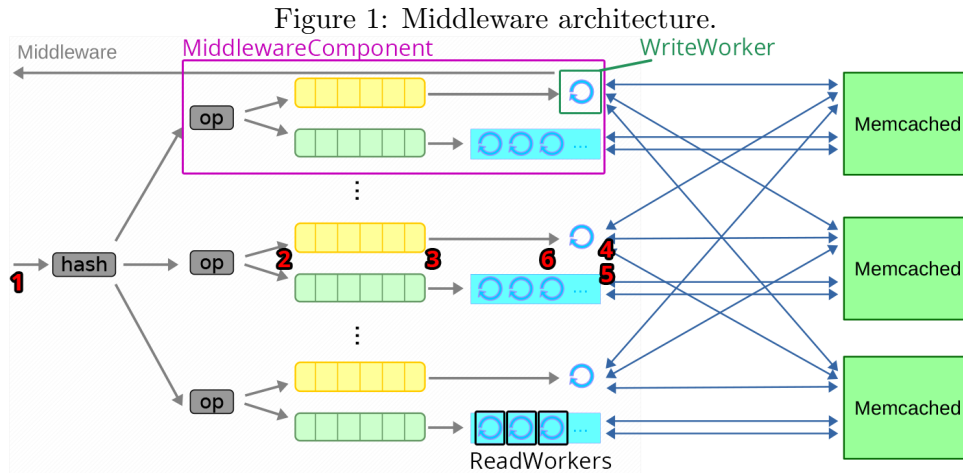 Figure 1: Middleware architecture.
Middleware
MiddlewareComponent
WriteWorker
op
...
Memcached
...
hash
1
op
2
3
6
4
5
...
Memcached
...
op
...
Memcached
ReadWorkers